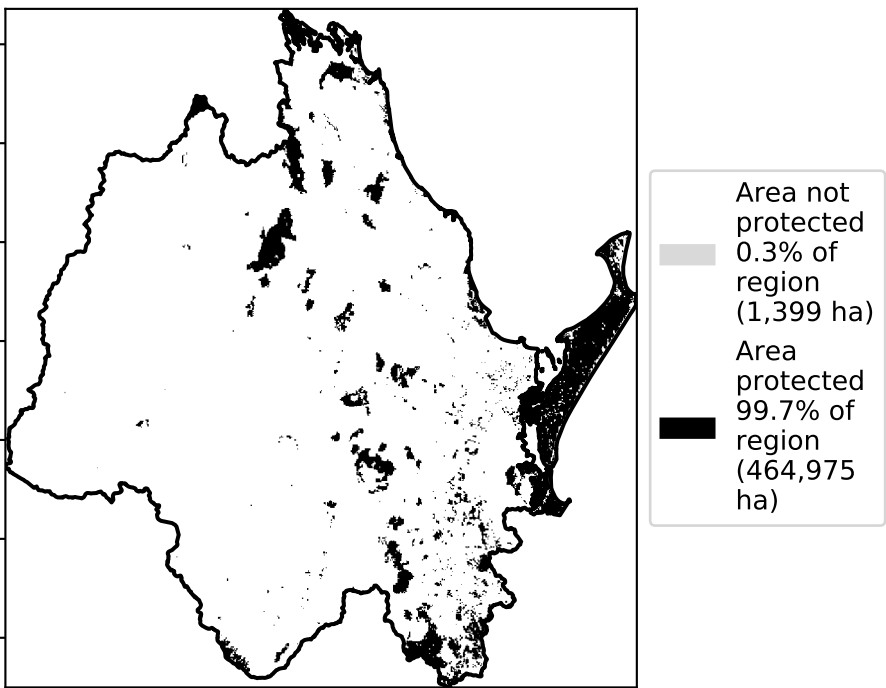 Area not
protected
0.3% of
region
(1,399 ha)
Area
protected
99.7% of
region
(464,975
ha)